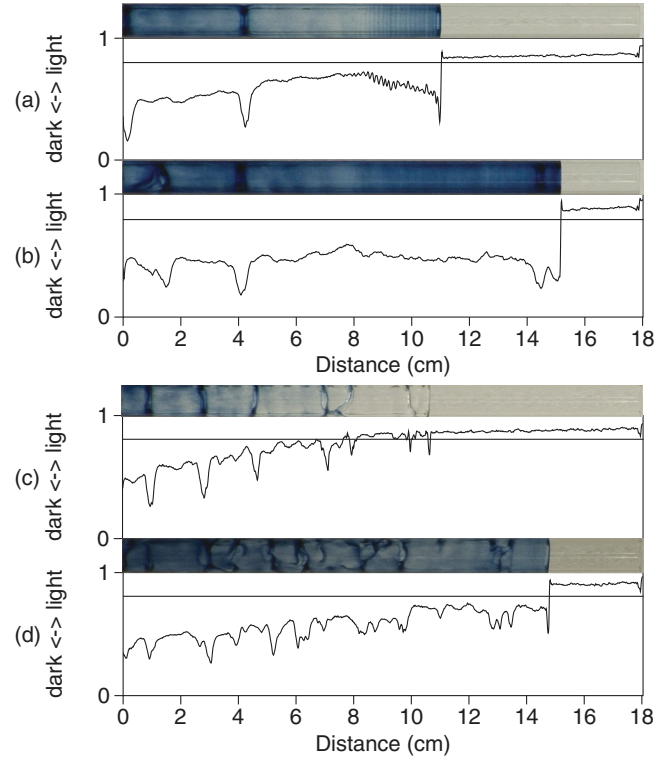 1
(a)
dark <-> light
0
1
(b)
dark <-> light
0
0 2 4 6 8 10 12 14 16 18
Distance (cm)
1
(c)
dark <-> light
0
1
(d)
dark <-> light
0
0 2 4 6 8 10 12 14 16 18
Distance (cm)